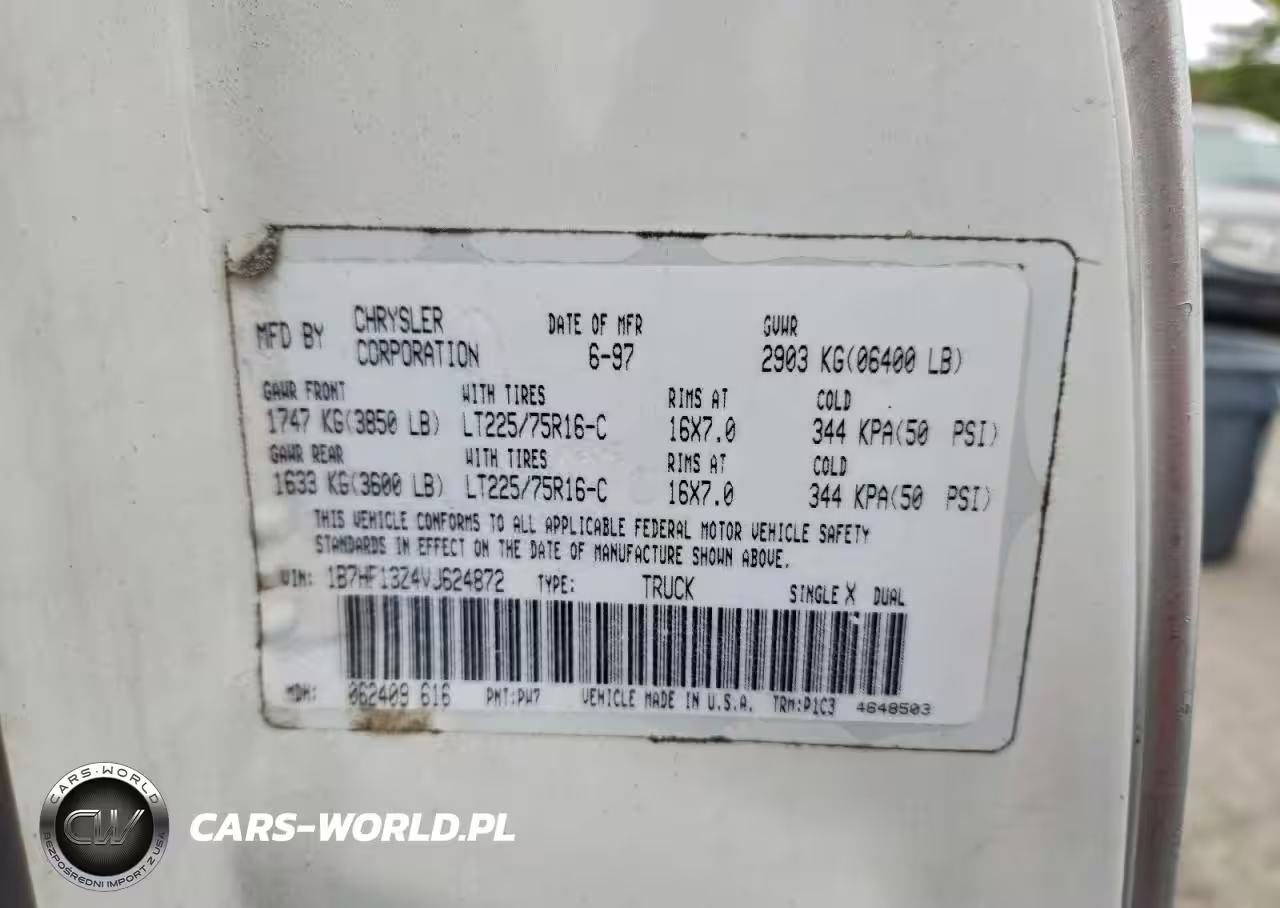 MFD BY CHRYSLER CORPORATION DATE OF MFR 6-97 GVWR 2903 KG(06400 LB)
GAWR FRONT WITH TIRES RIMS AT COLD
1747 KG(3850 LB) LT225/75R16-C 16X7.0 344 KPA(50 PSI)
GAWR REAR WITH TIRES RIMS AT COLD
1633 KG(3600 LB) LT225/75R16-C 16X7.0 344 KPA(50 PSI)
THIS VEHICLE CONFORMS TO ALL APPLICABLE FEDERAL MOTOR VEHICLE SAFETY
STANDARDS IN EFFECT ON THE DATE OF MANUFACTURE SHOWN ABOVE.
VIN: 1B7HF13Z4VJ624872 TYPE: TRUCK SINGLE X DUAL
MDH: 062409 616 PNT:PW7 VEHICLE MADE IN U.S.A. TRM:P1C3 4648503
CARS-WORLD
CW
BEZPOŚREDNI IMPORT Z USA
CARS-WORLD.PL